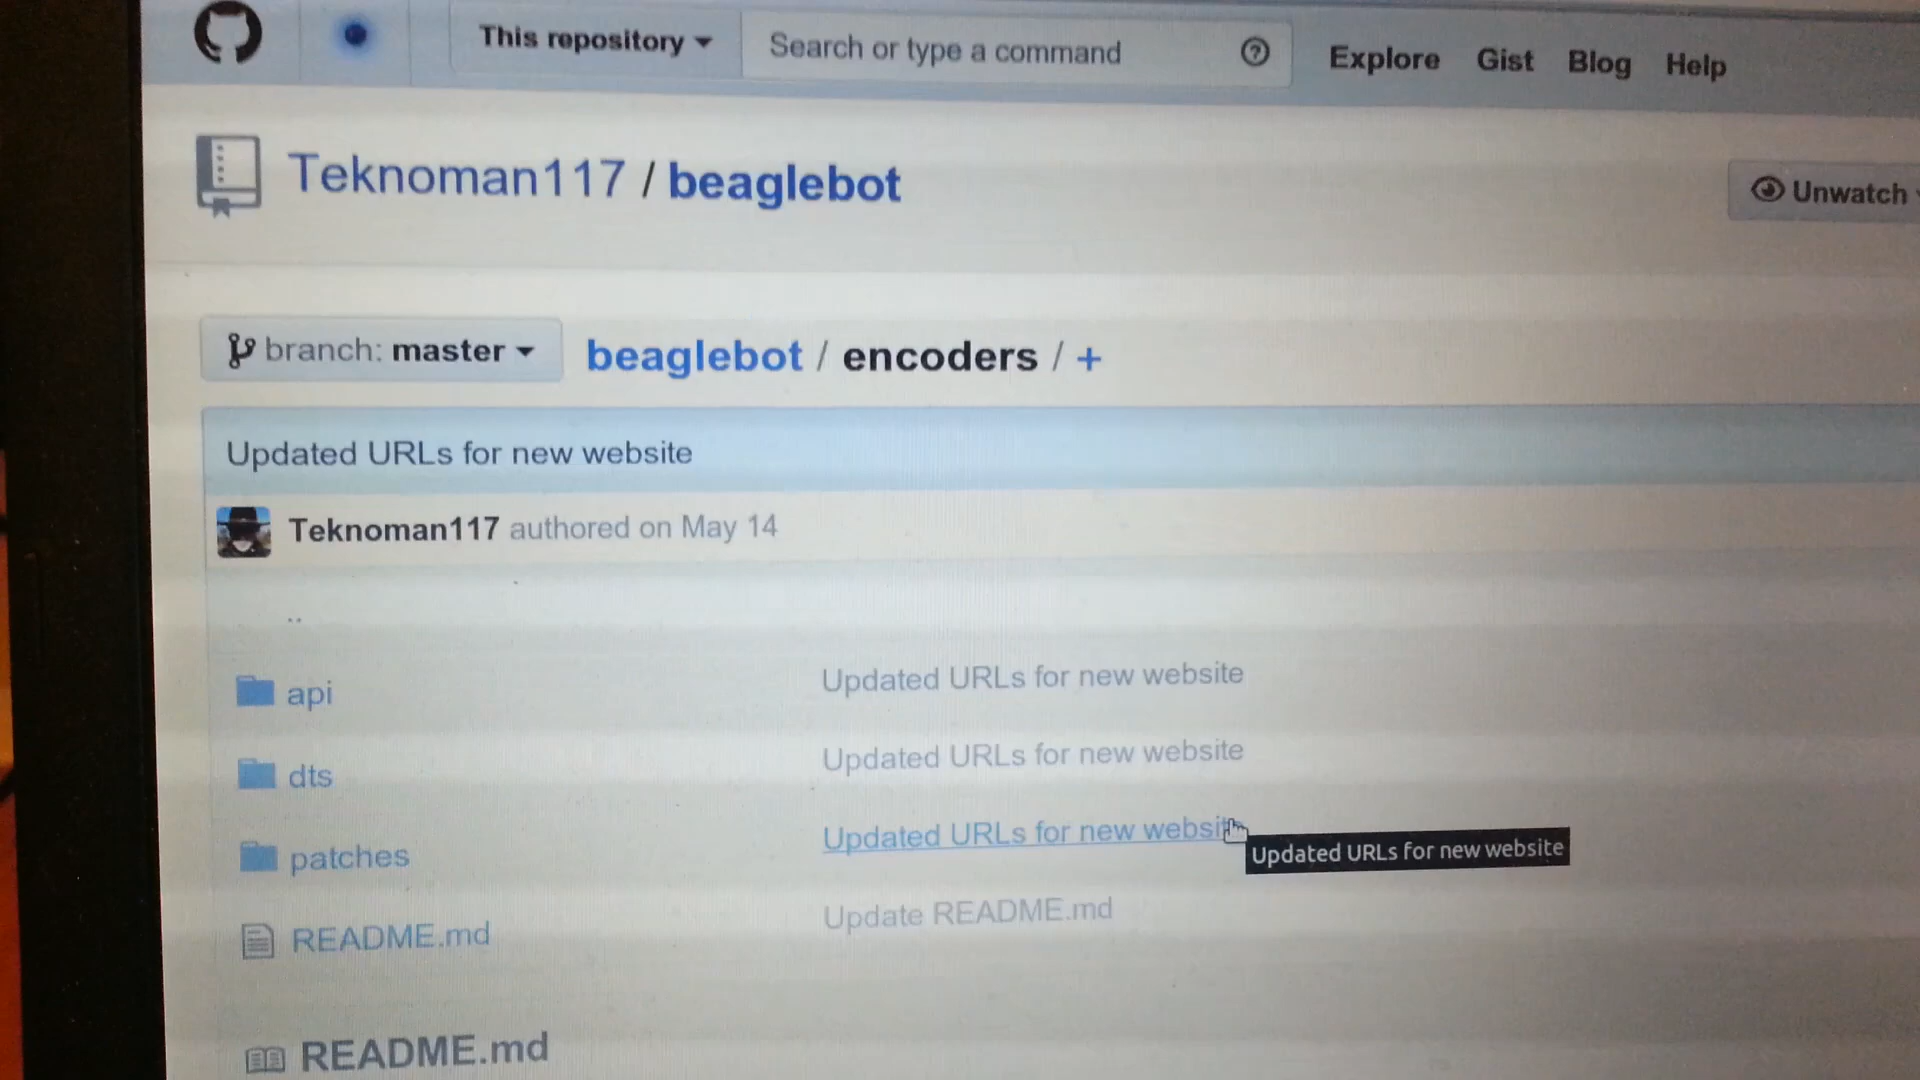 This repository Search or type a command Explore Gist Blog Help
Teknoman117 / beaglebot Unwatch
branch: master beaglebot / encoders / +
Updated URLs for new website
Teknoman117 authored on May 14
..
api Updated URLs for new website
dts Updated URLs for new website
patches Updated URLs for new website
Updated URLs for new website
README.md Update README.md
README.md